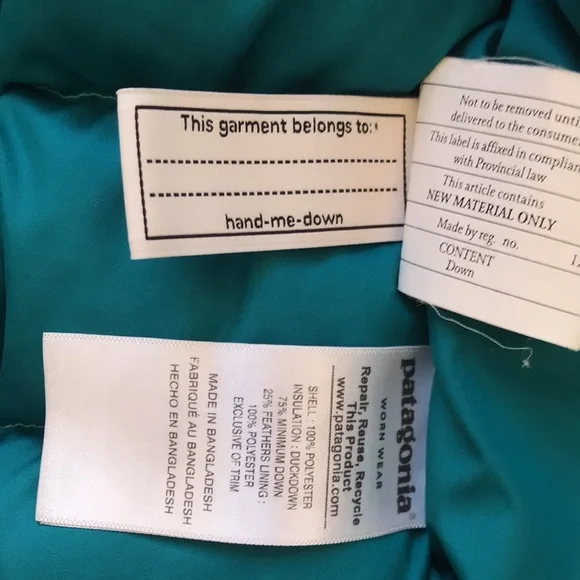 This garment belongs to:
hand-me-down
Not to be removed until
delivered to the consume
This label is affixed in complian
with Provincial law
This article contains
NEW MATERIAL ONLY
Made by reg. no.
CONTENT
Down
patagonia®
WORN WEAR
Repair, Reuse, Recycle
This Product
www.patagonia.com
SHELL · 100% POLYESTER
INSULATION : DUCKDOWN
75% MINIMUM DOWN
25% FEATHERS LINING :
100% POLYESTER
EXCLUSIVE OF TRIM
MADE IN BANGLADESH
FABRIQUÉ AU BANGLADESH
HECHO EN BANGLADESH